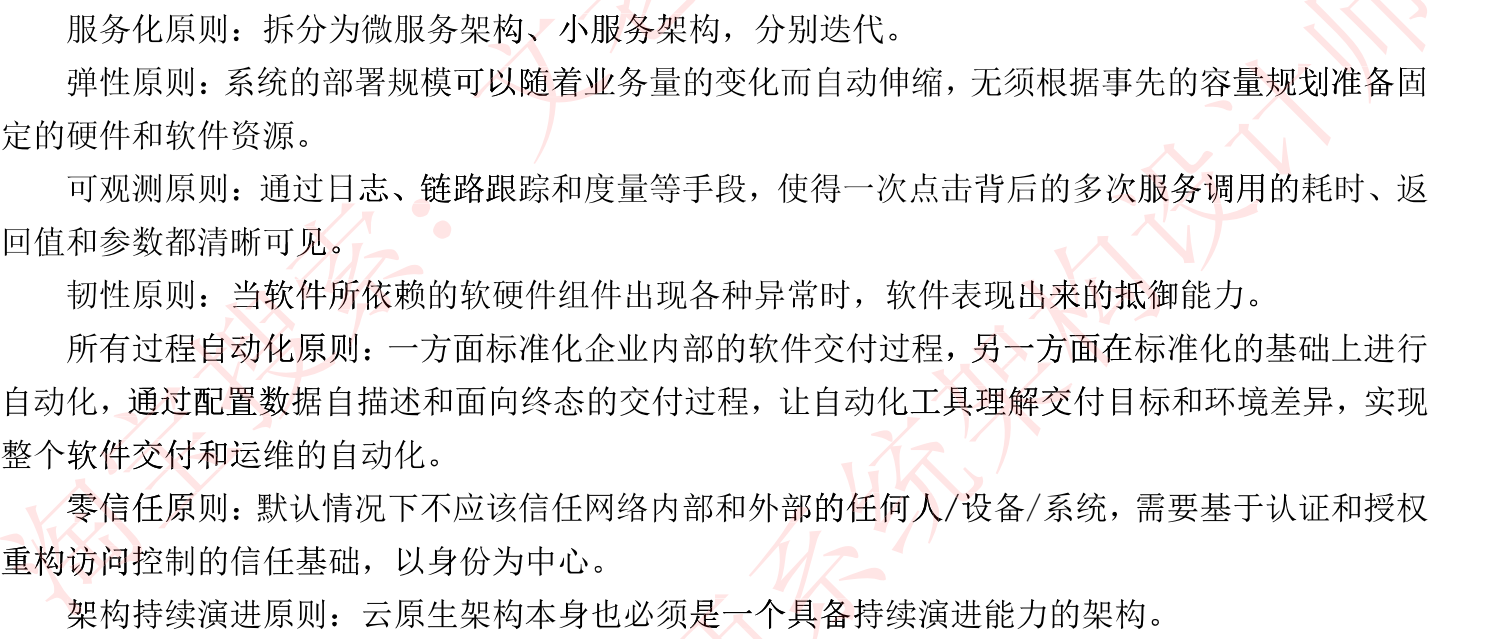 服务化原则：拆分为微服务架构、小服务架构，分别迭代。
弹性原则：系统的部署规模可以随着业务量的变化而自动伸缩，无须根据事先的容量规划准备固
定的硬件和软件资源。
可观测原则：通过日志、链路跟踪和度量等手段，使得一次点击背后的多次服务调用的耗时、返
回值和参数都清晰可见。
韧性原则：当软件所依赖的软硬件组件出现各种异常时，软件表现出来的抵御能力。
所有过程自动化原则：一方面标准化企业内部的软件交付过程，另一方面在标准化的基础上进行
自动化，通过配置数据自描述和面向终态的交付过程，让自动化工具理解交付目标和环境差异，实现
整个软件交付和运维的自动化。
零信任原则：默认情况下不应该信任网络内部和外部的任何人/设备/系统，需要基于认证和授权
重构访问控制的信任基础，以身份为中心。
架构持续演进原则：云原生架构本身也必须是一个具备持续演进能力的架构。
淘宝搜索：文
系统架构设计师